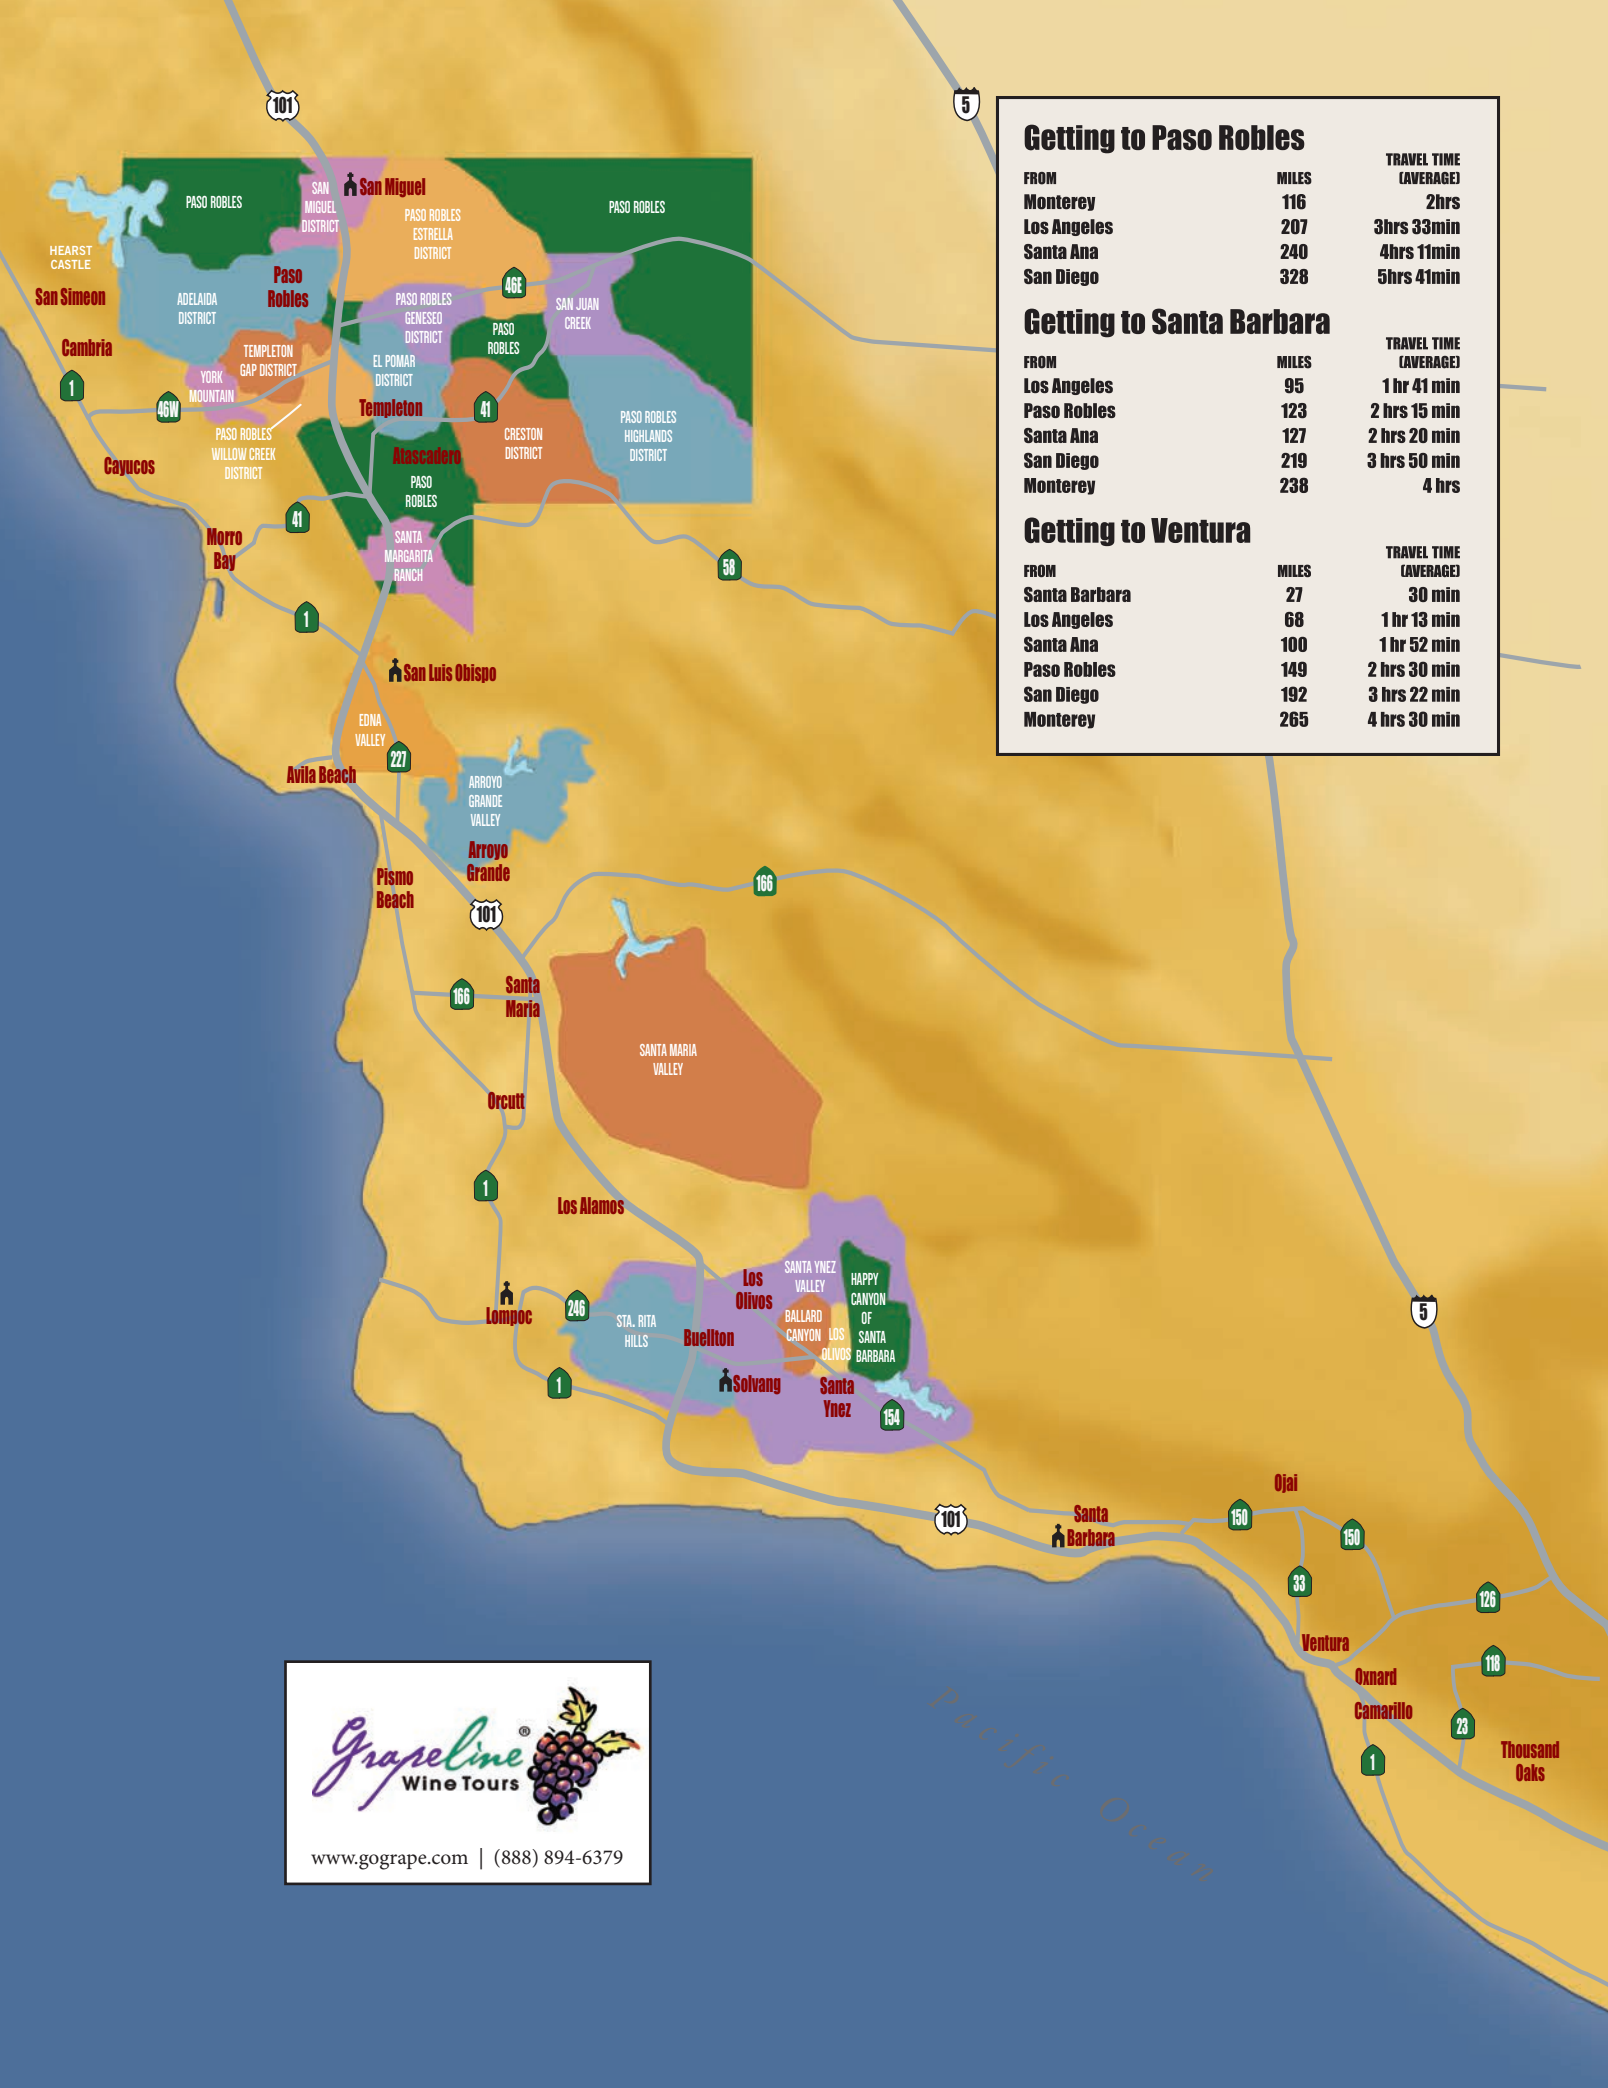 101
5
Getting to Paso Robles
FROM MILES TRAVEL TIME (AVERAGE)
Monterey 116 2hrs
Los Angeles 207 3hrs 33min
Santa Ana 240 4hrs 11min
San Diego 328 5hrs 41min
Getting to Santa Barbara
FROM MILES TRAVEL TIME (AVERAGE)
Los Angeles 95 1 hr 41 min
Paso Robles 123 2 hrs 15 min
Santa Ana 127 2 hrs 20 min
San Diego 219 3 hrs 50 min
Monterey 238 4 hrs
Getting to Ventura
FROM MILES TRAVEL TIME (AVERAGE)
Santa Barbara 27 30 min
Los Angeles 68 1 hr 13 min
Santa Ana 100 1 hr 52 min
Paso Robles 149 2 hrs 30 min
San Diego 192 3 hrs 22 min
Monterey 265 4 hrs 30 min
PASO ROBLES
SAN
MIGUEL
DISTRICT
San Miguel
PASO ROBLES
ESTRELLA
DISTRICT
PASO ROBLES
HEARST
CASTLE
San Simeon
ADELAIDA
DISTRICT
Paso
Robles
PASO ROBLES
GENESEO
DISTRICT
46E
SAN JUAN
CREEK
PASO
ROBLES
Cambria
1
TEMPLETON
GAP DISTRICT
EL POMAR
DISTRICT
YORK
MOUNTAIN
46W
Templeton
41
PASO ROBLES
WILLOW CREEK
DISTRICT
CRESTON
DISTRICT
PASO ROBLES
HIGHLANDS
DISTRICT
Cayucos
Atascadero
PASO
ROBLES
41
Morro
Bay
SANTA
MARGARITA
RANCH
58
1
San Luis Obispo
EDNA
VALLEY
227
Avila Beach
ARROYO
GRANDE
VALLEY
Arroyo
Grande
Pismo
Beach
101
166
166
Santa
Maria
SANTA MARIA
VALLEY
Orcutt
1
Los Alamos
Lompoc
246
STA. RITA
HILLS
Los
Olivos
SANTA YNEZ
VALLEY
HAPPY
CANYON
OF
SANTA
BARBARA
BALLARD
CANYON
LOS
OLIVOS
Buellton
Solvang
Santa
Ynez
154
1
5
101
Santa
Barbara
Ojai
150
150
33
126
Ventura
118
Oxnard
Camarillo
23
1
Thousand
Oaks
Pacific Ocean
Grapeline®
Wine Tours
www.gogrape.com | (888) 894-6379